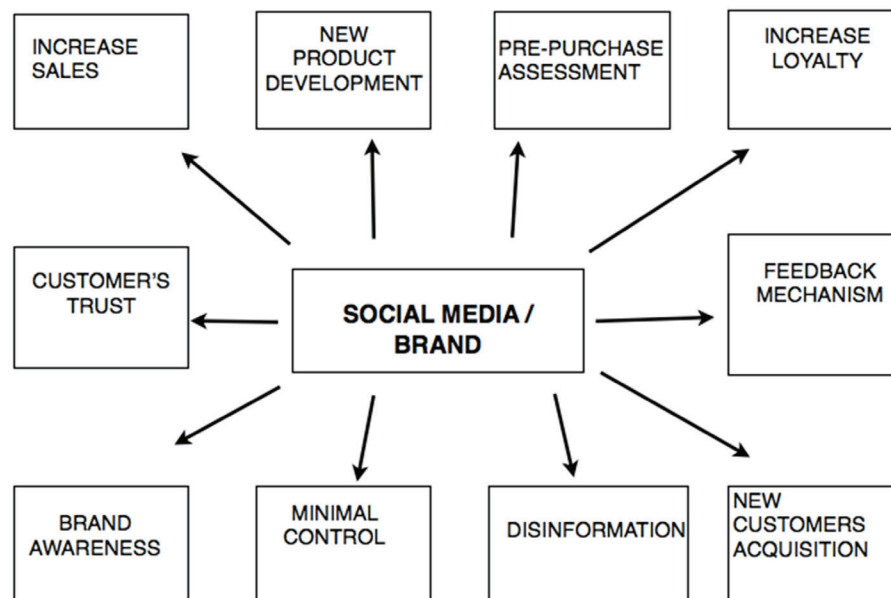 INCREASE
SALES
NEW
PRODUCT
DEVELOPMENT
PRE-PURCHASE
ASSESSMENT
INCREASE
LOYALTY
CUSTOMER'S
TRUST
SOCIAL MEDIA /
BRAND
FEEDBACK
MECHANISM
BRAND
AWARENESS
MINIMAL
CONTROL
DISINFORMATION
NEW
CUSTOMERS
ACQUISITION